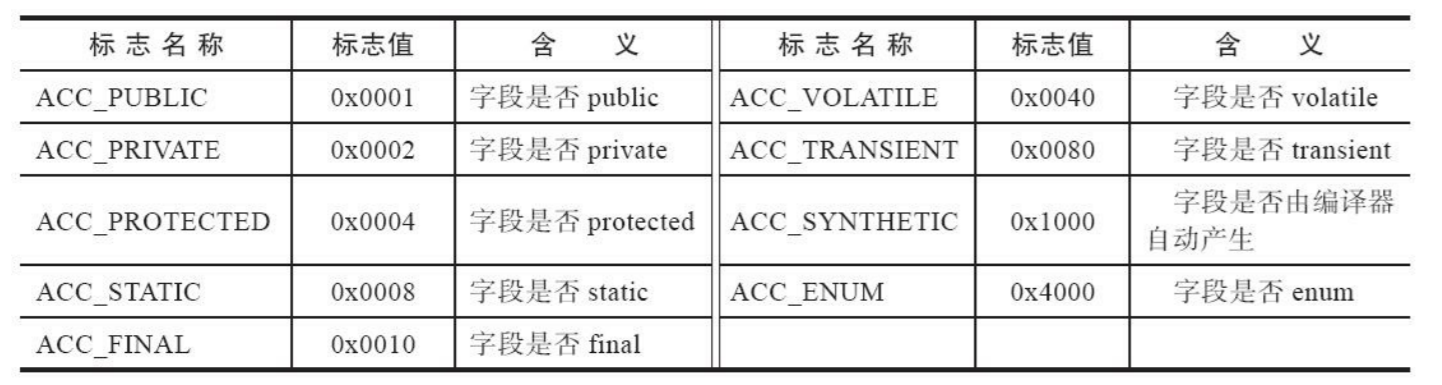 标志名称 标志值 含义 标志名称 标志值 含义
ACC_PUBLIC 0x0001 字段是否 public ACC_VOLATILE 0x0040 字段是否 volatile
ACC_PRIVATE 0x0002 字段是否 private ACC_TRANSIENT 0x0080 字段是否 transient
ACC_PROTECTED 0x0004 字段是否 protected ACC_SYNTHETIC 0x1000 字段是否由编译器
自动产生
ACC_STATIC 0x0008 字段是否 static ACC_ENUM 0x4000 字段是否 enum
ACC_FINAL 0x0010 字段是否 final